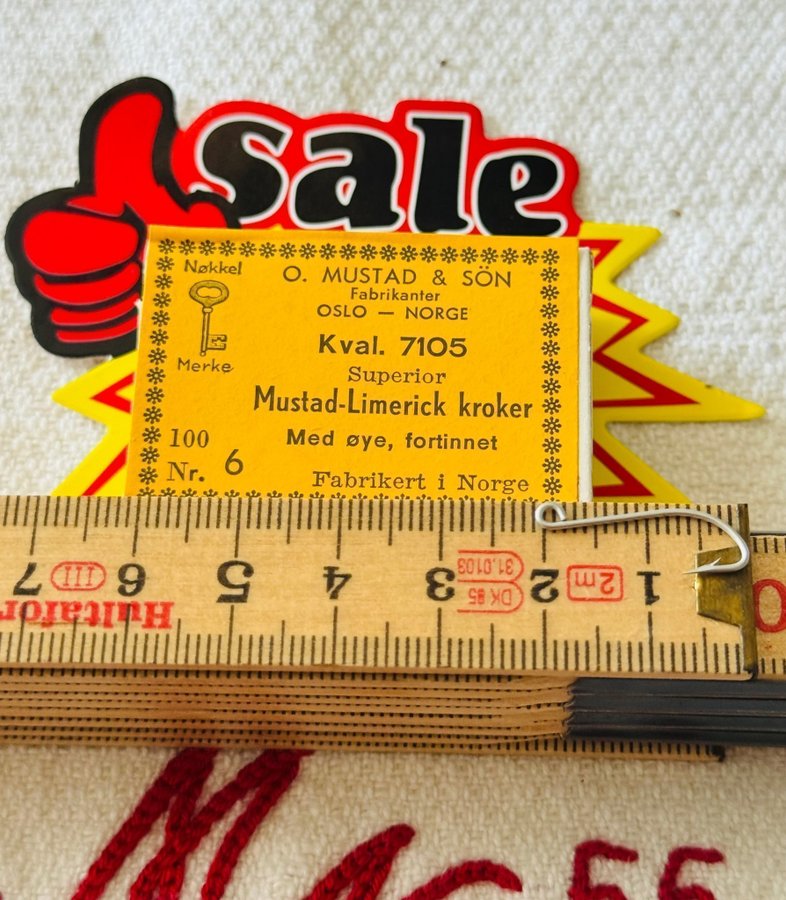 Sale
Nøkkel
Merke
O. MUSTAD & SÖN
Fabrikanter
OSLO — NORGE
Kval. 7105
Superior
Mustad-Limerick kroker
Med øye, fortinnet
100
Nr. 6
Fabrikert i Norge
7 III 6 5 4 3 DK 85 31.0103 2 2m 1 0
Hultafor